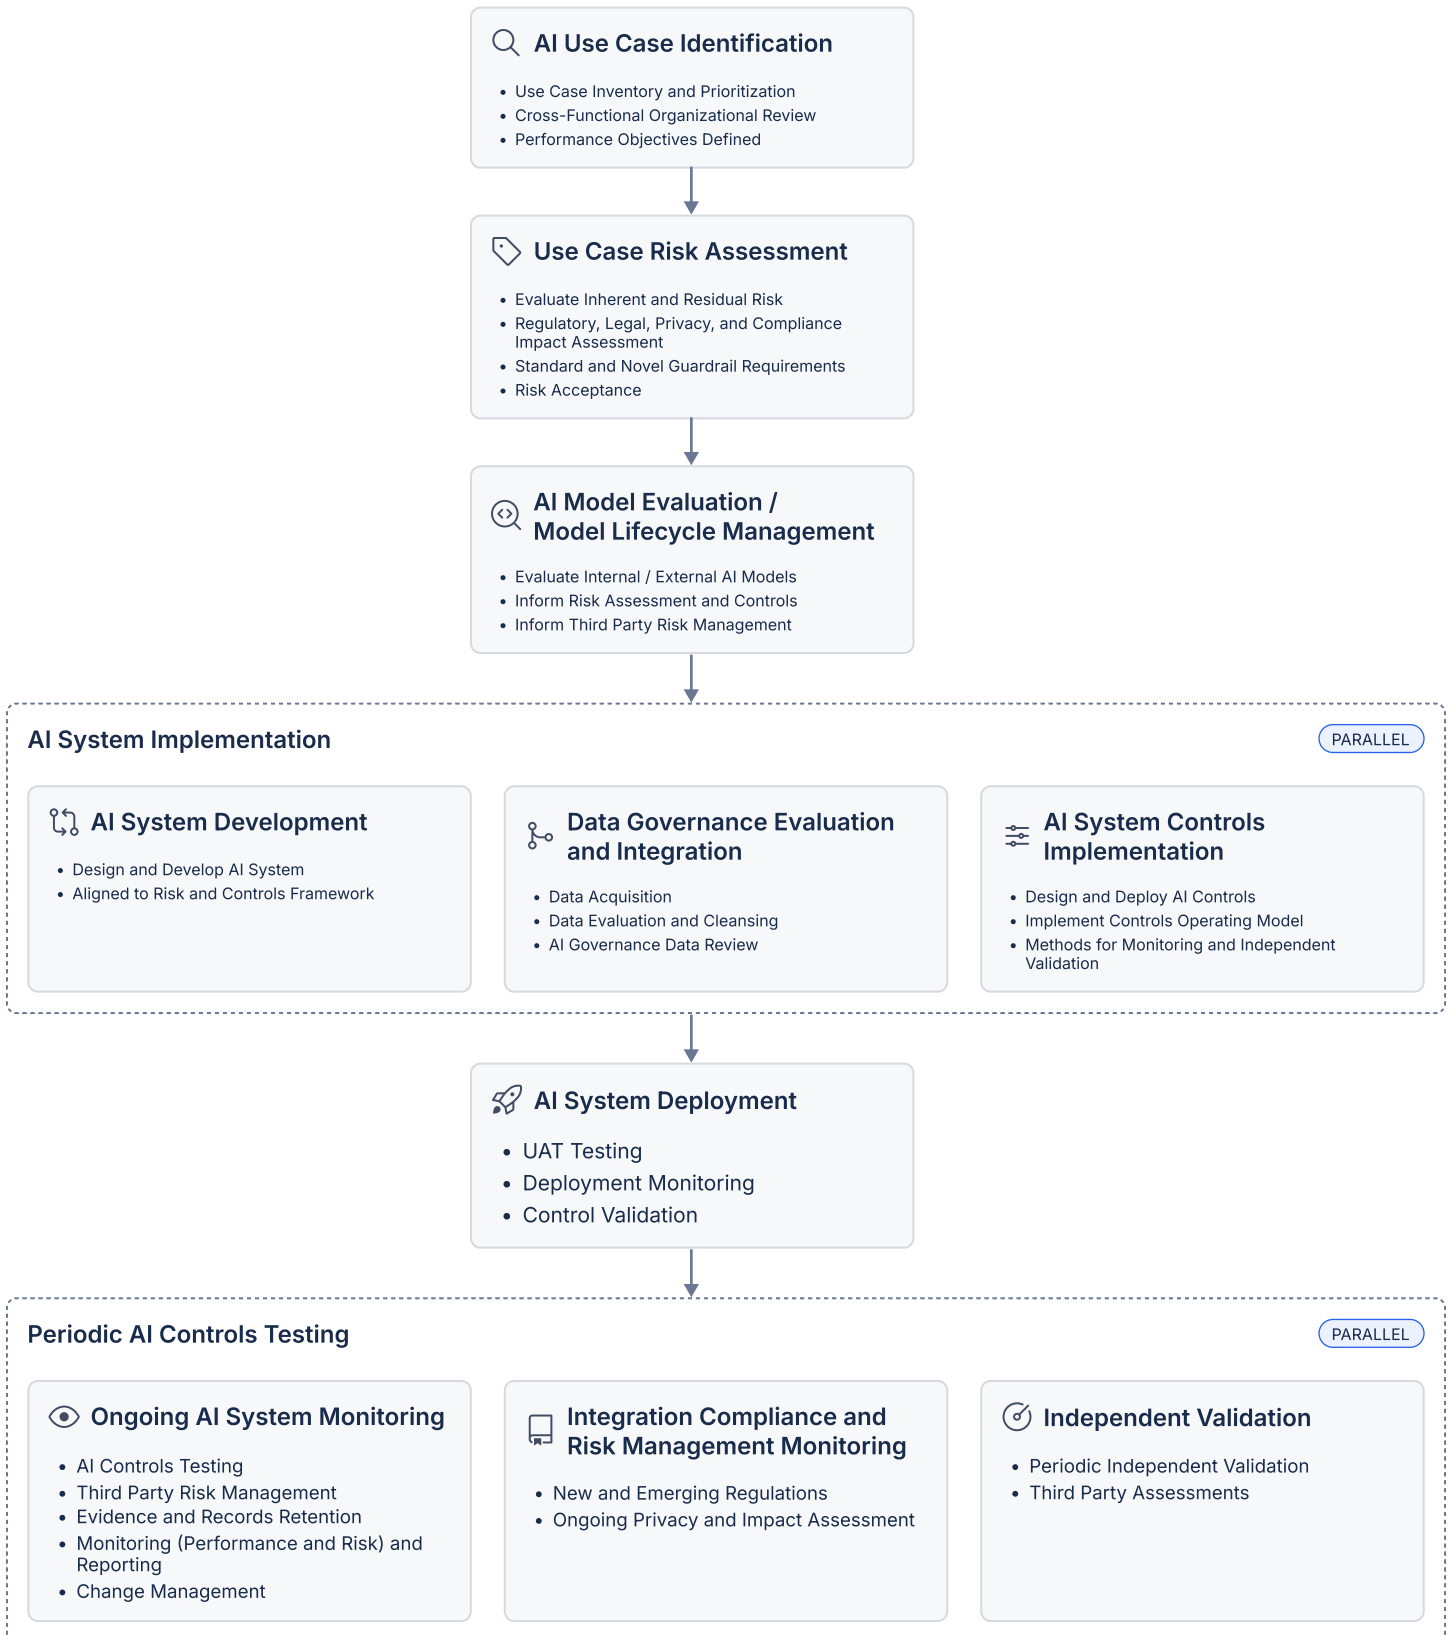 AI Use Case Identification
• Use Case Inventory and Prioritization
• Cross-Functional Organizational Review
• Performance Objectives Defined
Use Case Risk Assessment
• Evaluate Inherent and Residual Risk
• Regulatory, Legal, Privacy, and Compliance
Impact Assessment
• Standard and Novel Guardrail Requirements
• Risk Acceptance
AI Model Evaluation /
Model Lifecycle Management
• Evaluate Internal / External AI Models
• Inform Risk Assessment and Controls
• Inform Third Party Risk Management
AI System Implementation
PARALLEL
AI System Development
• Design and Develop AI System
• Aligned to Risk and Controls Framework
Data Governance Evaluation
and Integration
• Data Acquisition
• Data Evaluation and Cleansing
• AI Governance Data Review
AI System Controls
Implementation
• Design and Deploy AI Controls
• Implement Controls Operating Model
• Methods for Monitoring and Independent
Validation
AI System Deployment
• UAT Testing
• Deployment Monitoring
• Control Validation
Periodic AI Controls Testing
PARALLEL
Ongoing AI System Monitoring
• AI Controls Testing
• Third Party Risk Management
• Evidence and Records Retention
• Monitoring (Performance and Risk) and
Reporting
• Change Management
Integration Compliance and
Risk Management Monitoring
• New and Emerging Regulations
• Ongoing Privacy and Impact Assessment
Independent Validation
• Periodic Independent Validation
• Third Party Assessments